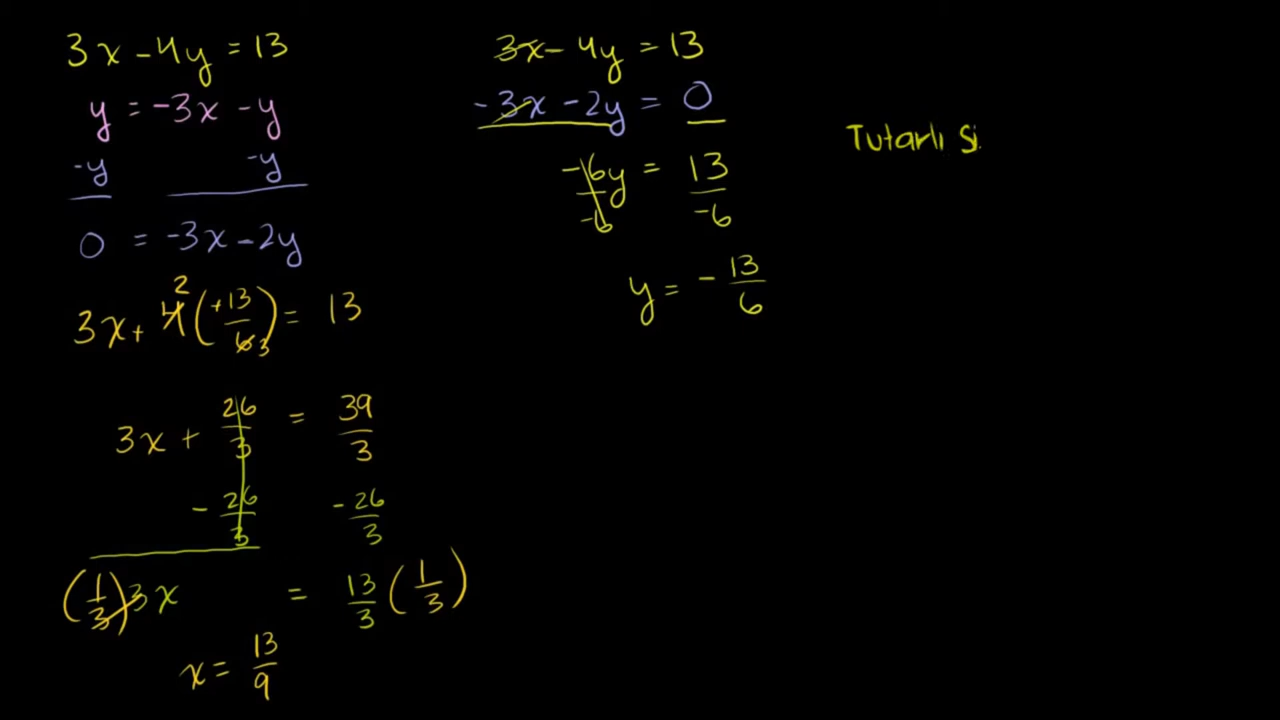 3x - 4y = 13
y = -3x - y
-y -y
0 = -3x - 2y
3x + 4 2 (+13/6 3) = 13
3x + 26/3 = 39/3
- 26/3 -26/3
(1/3) 3x = 13/3 (1/3)
x = 13/9
3x - 4y = 13
-3x - 2y = 0
-6y/-6 = 13/-6
y = - 13/6
Tutarlı Si